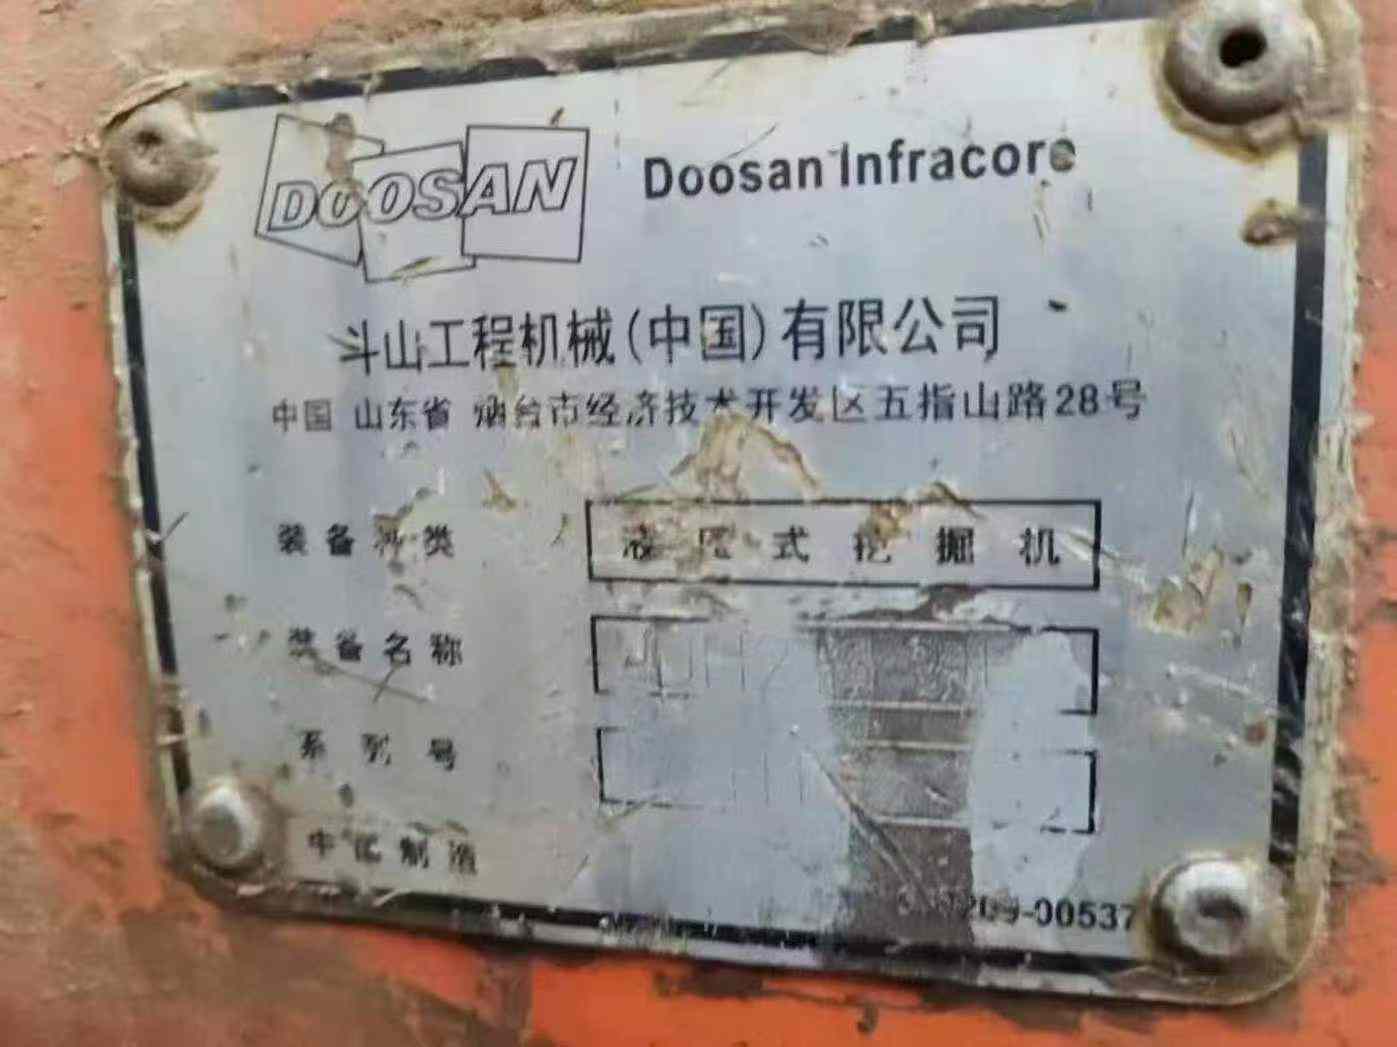 DOOSAN Doosan Infracore
斗山工程机械(中国)有限公司
中国 山东省 烟台市经济技术开发区五指山路28号
装备种类 液压式挖掘机
装备名称
系列号
中国制造
209-00537